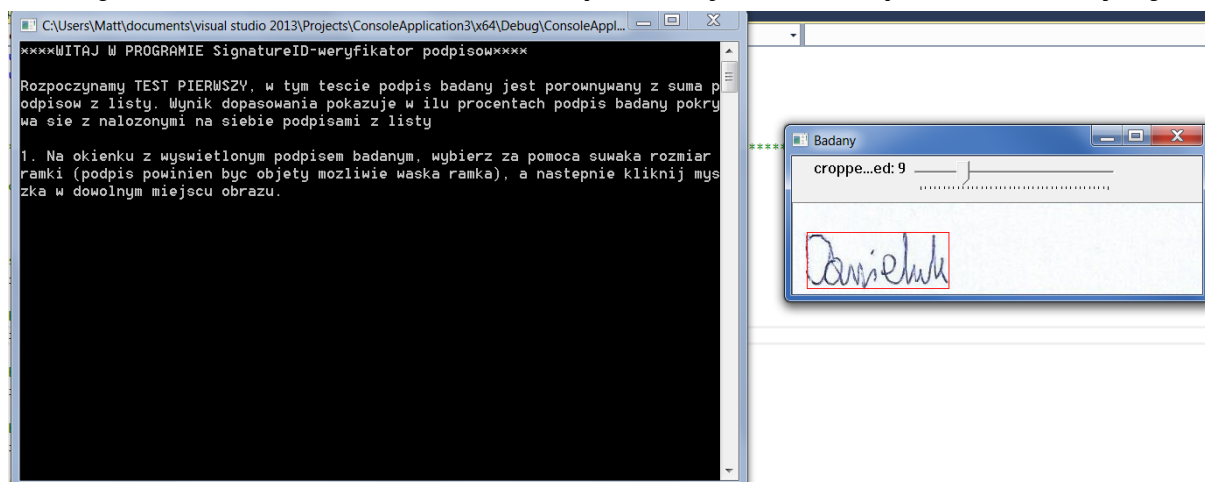 C:\Users\Matt\documents\visual studio 2013\Projects\ConsoleApplication3\x64\Debug\ConsoleAppl...
****WITAJ W PROGRAMIE SignatureID-weryfikator podpisow****
Rozpoczynamy TEST PIERWSZY, w tym tescie podpis badany jest porownywany z suma p
odpisow z listy. Wynik dopasowania pokazuje w ilu procentach podpis badany pokry
wa sie z nalozonymi na siebie podpisami z listy
1. Na okienku z wyswietlonym podpisem badanym, wybierz za pomoca suwaka rozmiar
ramki (podpis powinien byc objety mozliwie waska ramka), a nastepnie kliknij mys
zka w dowolnym miejscu obrazu.
Badany
croppe...ed: 9
Danieluk